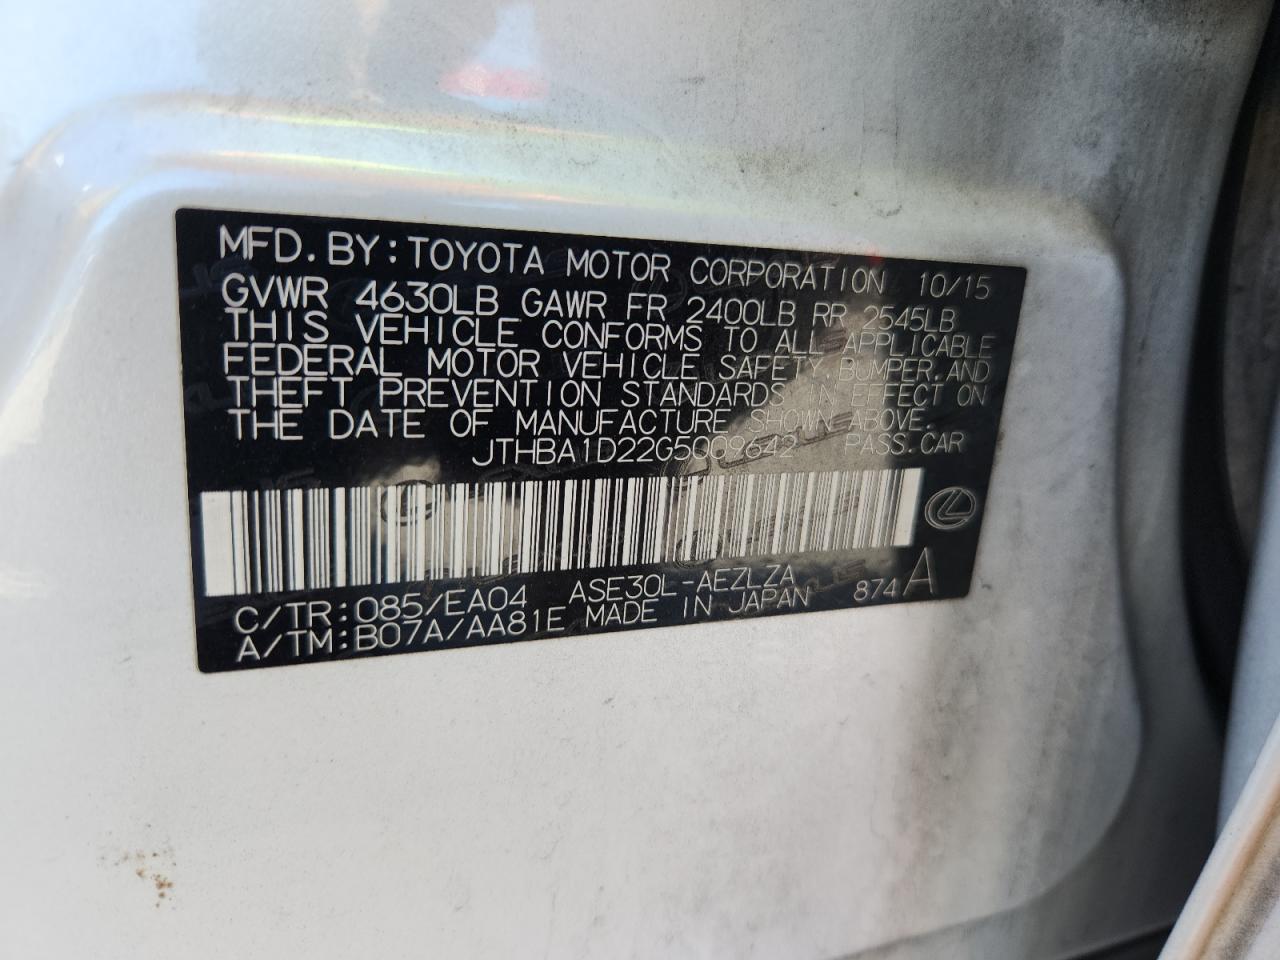 MFD.BY:TOYOTA MOTOR CORPORATION 10/15
GVWR 4630LB GAWR FR 2400LB RR 2545LB
THIS VEHICLE CONFORMS TO ALL APPLICABLE
FEDERAL MOTOR VEHICLE SAFETY,BUMPER,AND
THEFT PREVENTION STANDARDS IN EFFECT ON
THE DATE OF MANUFACTURE SHOWN ABOVE.
JTHBA1D22G5009642 PASS.CAR
C/TR:085/EA04 ASE30L-AEZLZA 874A
A/TM:B07A/AA81E MADE IN JAPAN